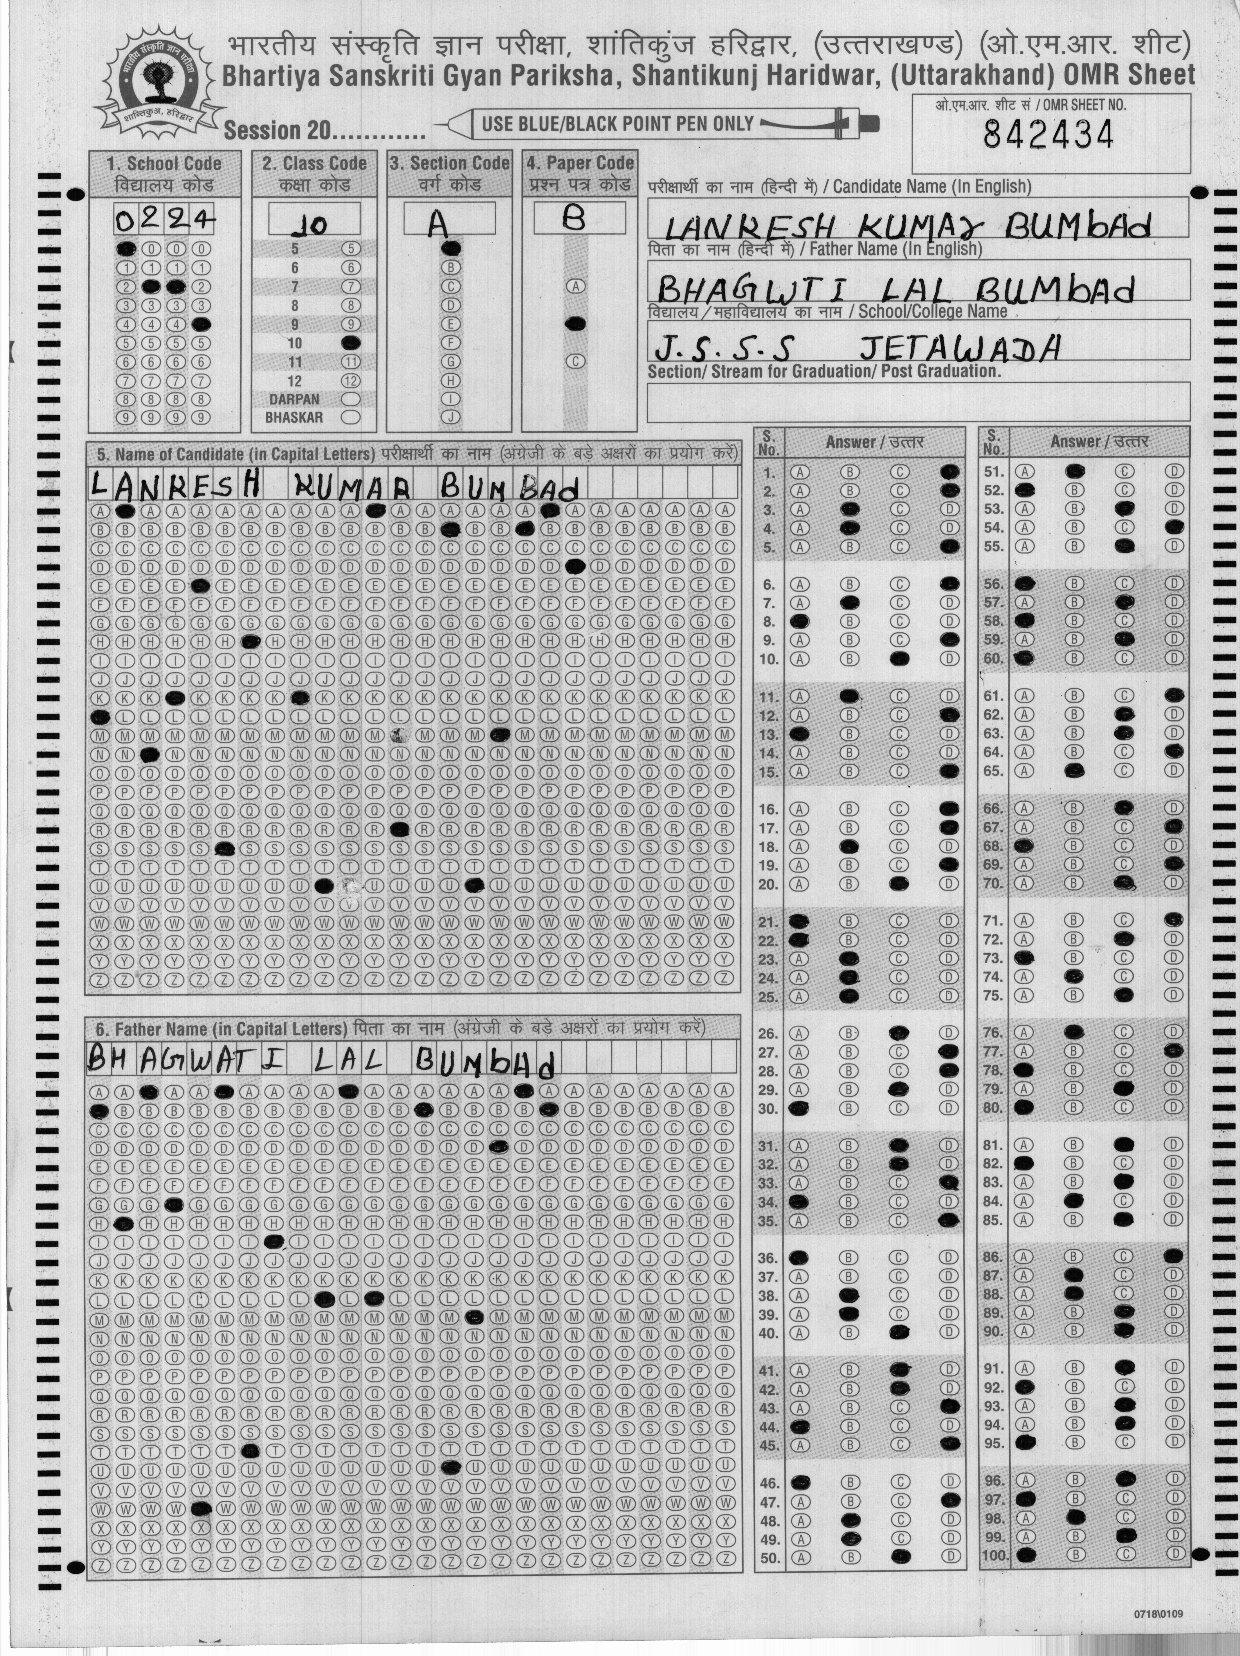 भारतीय संस्कृति ज्ञान परीक्षा, शांतिकुंज हरिद्वार, (उत्तराखण्ड) (ओ.एम.आर. शीट)
Bhartiya Sanskriti Gyan Pariksha, Shantikunj Haridwar, (Uttarakhand) OMR Sheet
Session 20............
USE BLUE/BLACK POINT PEN ONLY
ओ.एम.आर. शीट सं / OMR SHEET NO.
842434
1. School Code
विद्यालय कोड
0224
2. Class Code
कक्षा कोड
10
5
6
7
8
9
10
11
12
DARPAN
BHASKAR
3. Section Code
वर्ग कोड
A
4. Paper Code
प्रश्न पत्र कोड
B
परीक्षार्थी का नाम (हिन्दी में) / Candidate Name (In English)
LANKESH KUMAr BUMbAd
पिता का नाम (हिन्दी में) / Father Name (In English)
BHAGWTI LAL BUMbAd
विद्यालय/महाविद्यालय का नाम / School/College Name
J.S.S.S JETAWADA
Section/ Stream for Graduation/ Post Graduation.
5. Name of Candidate (in Capital Letters) परीक्षार्थी का नाम (अंग्रेजी के बड़े अक्षरों का प्रयोग करें)
LANKESH KUMAR BUMBAd
6. Father Name (in Capital Letters) पिता का नाम (अंग्रेजी के बड़े अक्षरों का प्रयोग करें)
BHAGWATI LAL BUMbAd
S. No. Answer / उत्तर
S. No. Answer / उत्तर
0718\0109